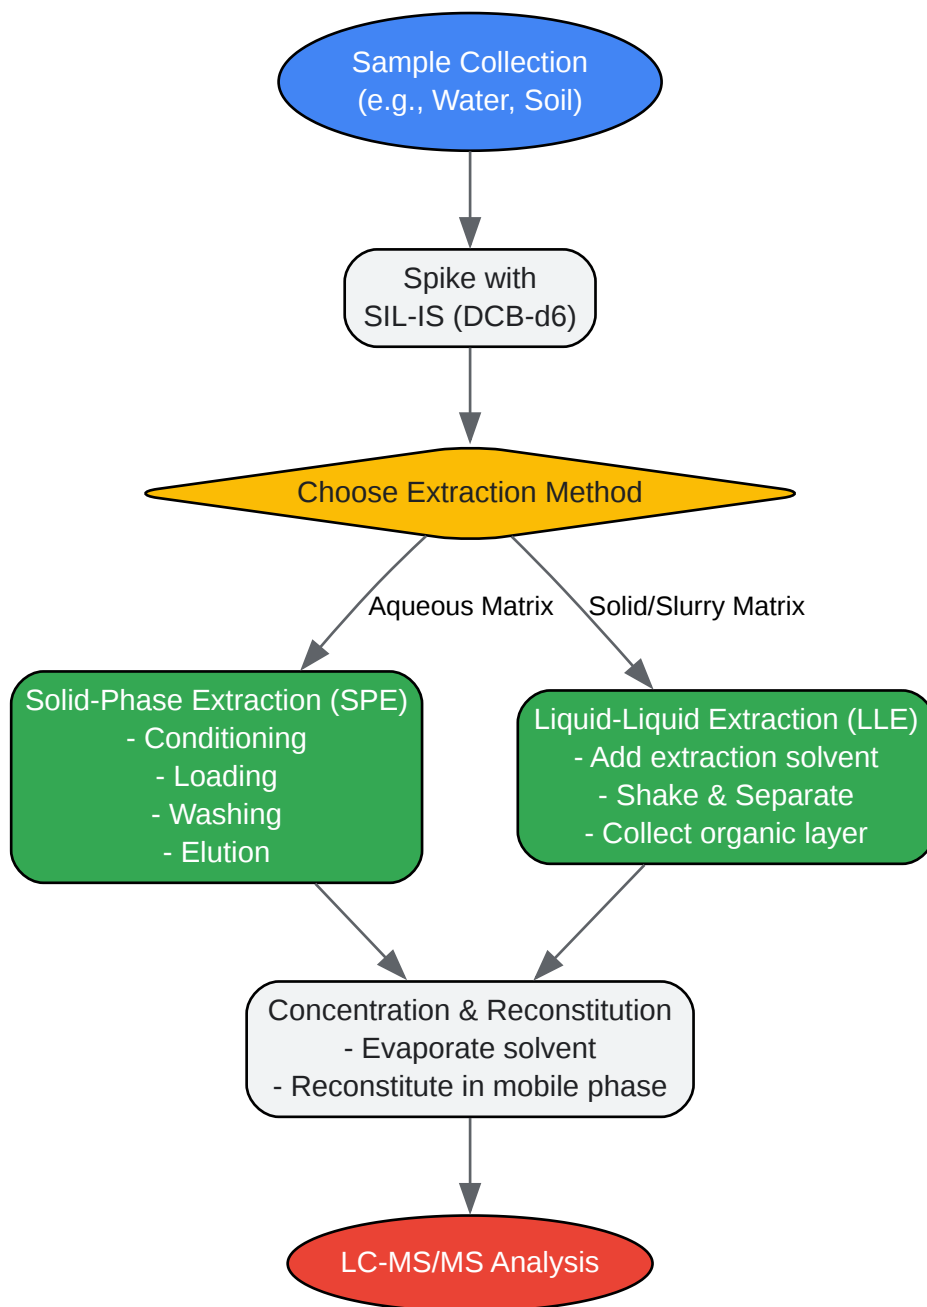 Sample Collection
(e.g., Water, Soil)
Spike with
SIL-IS (DCB-d6)
Choose Extraction Method
Aqueous Matrix
Solid/Slurry Matrix
Solid-Phase Extraction (SPE)
- Conditioning
- Loading
- Washing
- Elution
Liquid-Liquid Extraction (LLE)
- Add extraction solvent
- Shake & Separate
- Collect organic layer
Concentration & Reconstitution
- Evaporate solvent
- Reconstitute in mobile phase
LC-MS/MS Analysis